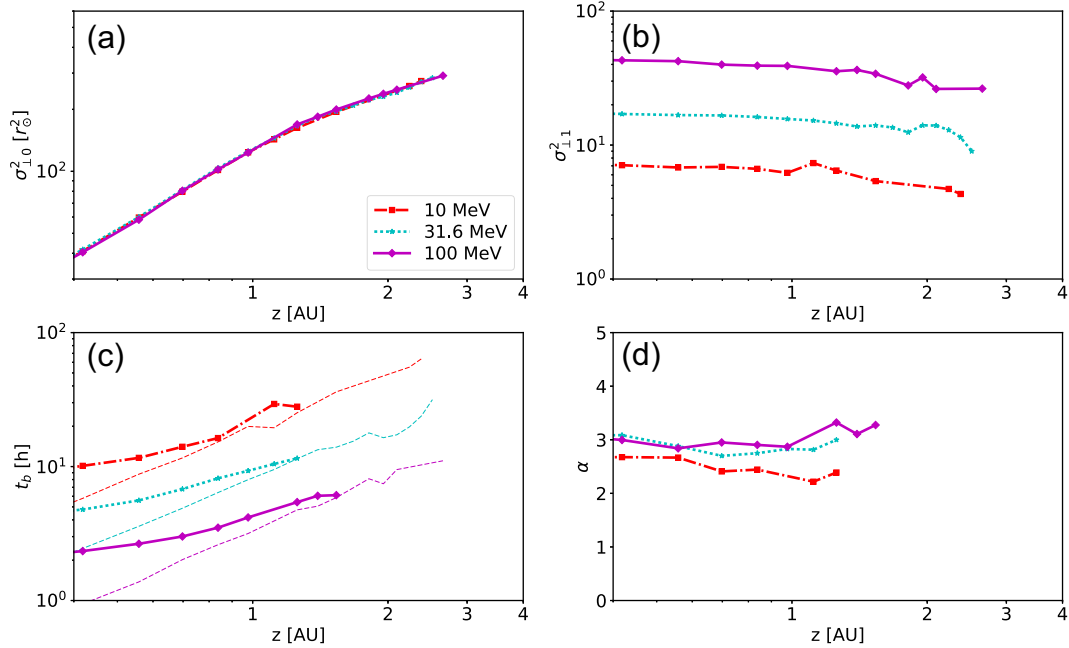 (a)
σ²⊥0 [r²⊙]
10²
1 2 3 4
z [AU]
10 MeV
31.6 MeV
100 MeV
(b)
σ²⊥1
10²
10¹
10⁰
1 2 3 4
z [AU]
(c)
t_b [h]
10²
10¹
10⁰
1 2 3 4
z [AU]
(d)
α
5
4
3
2
1
0
1 2 3 4
z [AU]